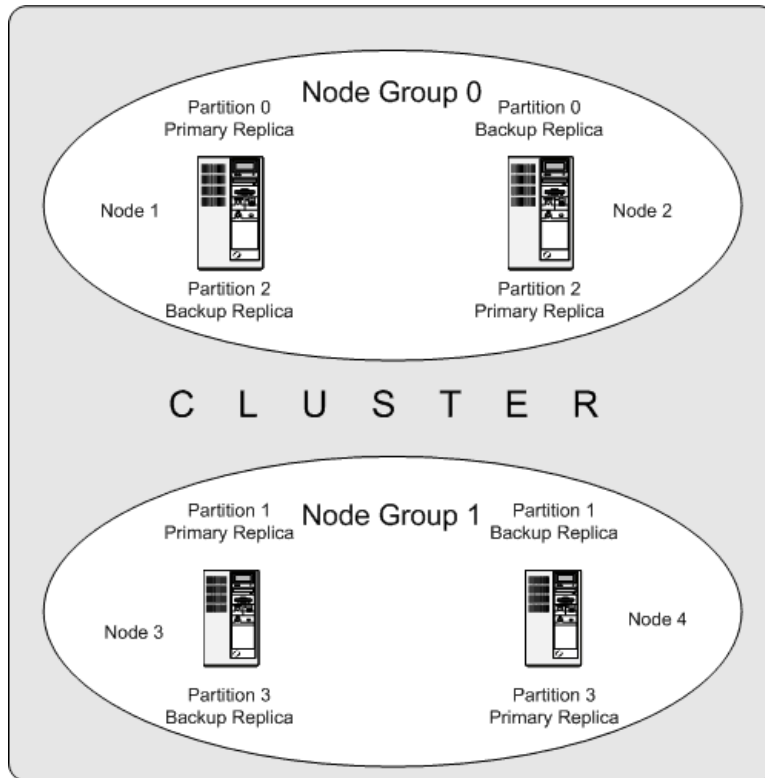 Node Group 0
Partition 0
Primary Replica
Partition 0
Backup Replica
Node 1
Node 2
Partition 2
Backup Replica
Partition 2
Primary Replica
C L U S T E R
Node Group 1
Partition 1
Primary Replica
Partition 1
Backup Replica
Node 3
Node 4
Partition 3
Backup Replica
Partition 3
Primary Replica